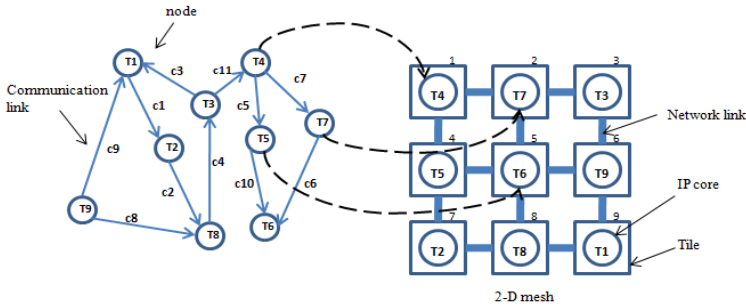 node
T1
c3
c11
T4
c7
1
2
3
T4
T7
T3
Communication
link
c1
T3
c5
T7
Network link
c9
T2
T5
4
5
6
c4
T5
T6
T9
c2
c10
c6
IP core
T9
c8
T8
T6
7
8
9
T2
T8
T1
Tile
2-D mesh